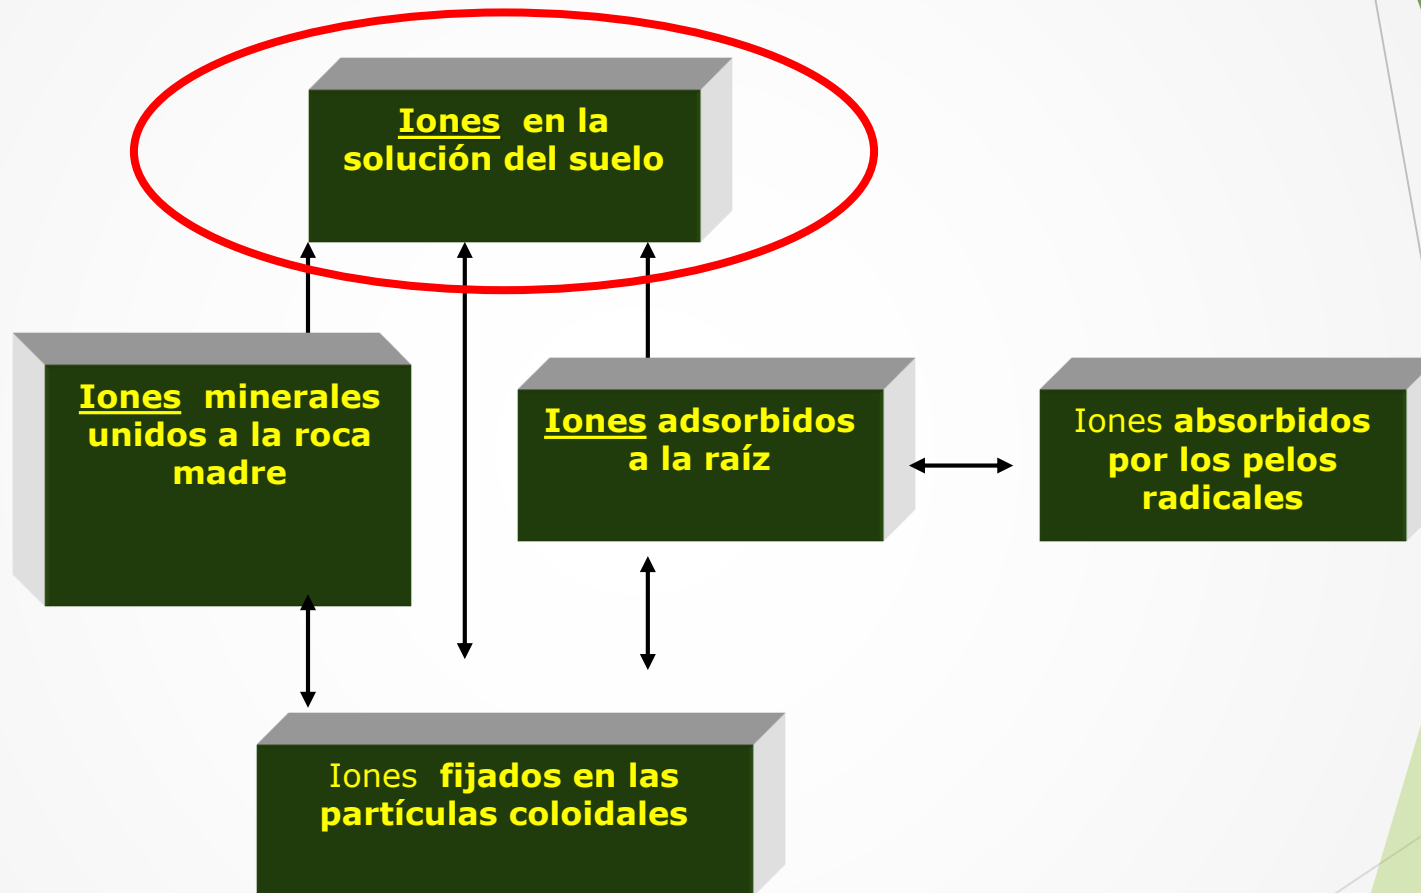 Iones en la
solución del suelo
Iones minerales
unidos a la roca
madre
Iones adsorbidos
a la raíz
Iones absorbidos
por los pelos
radicales
Iones fijados en las
partículas coloidales